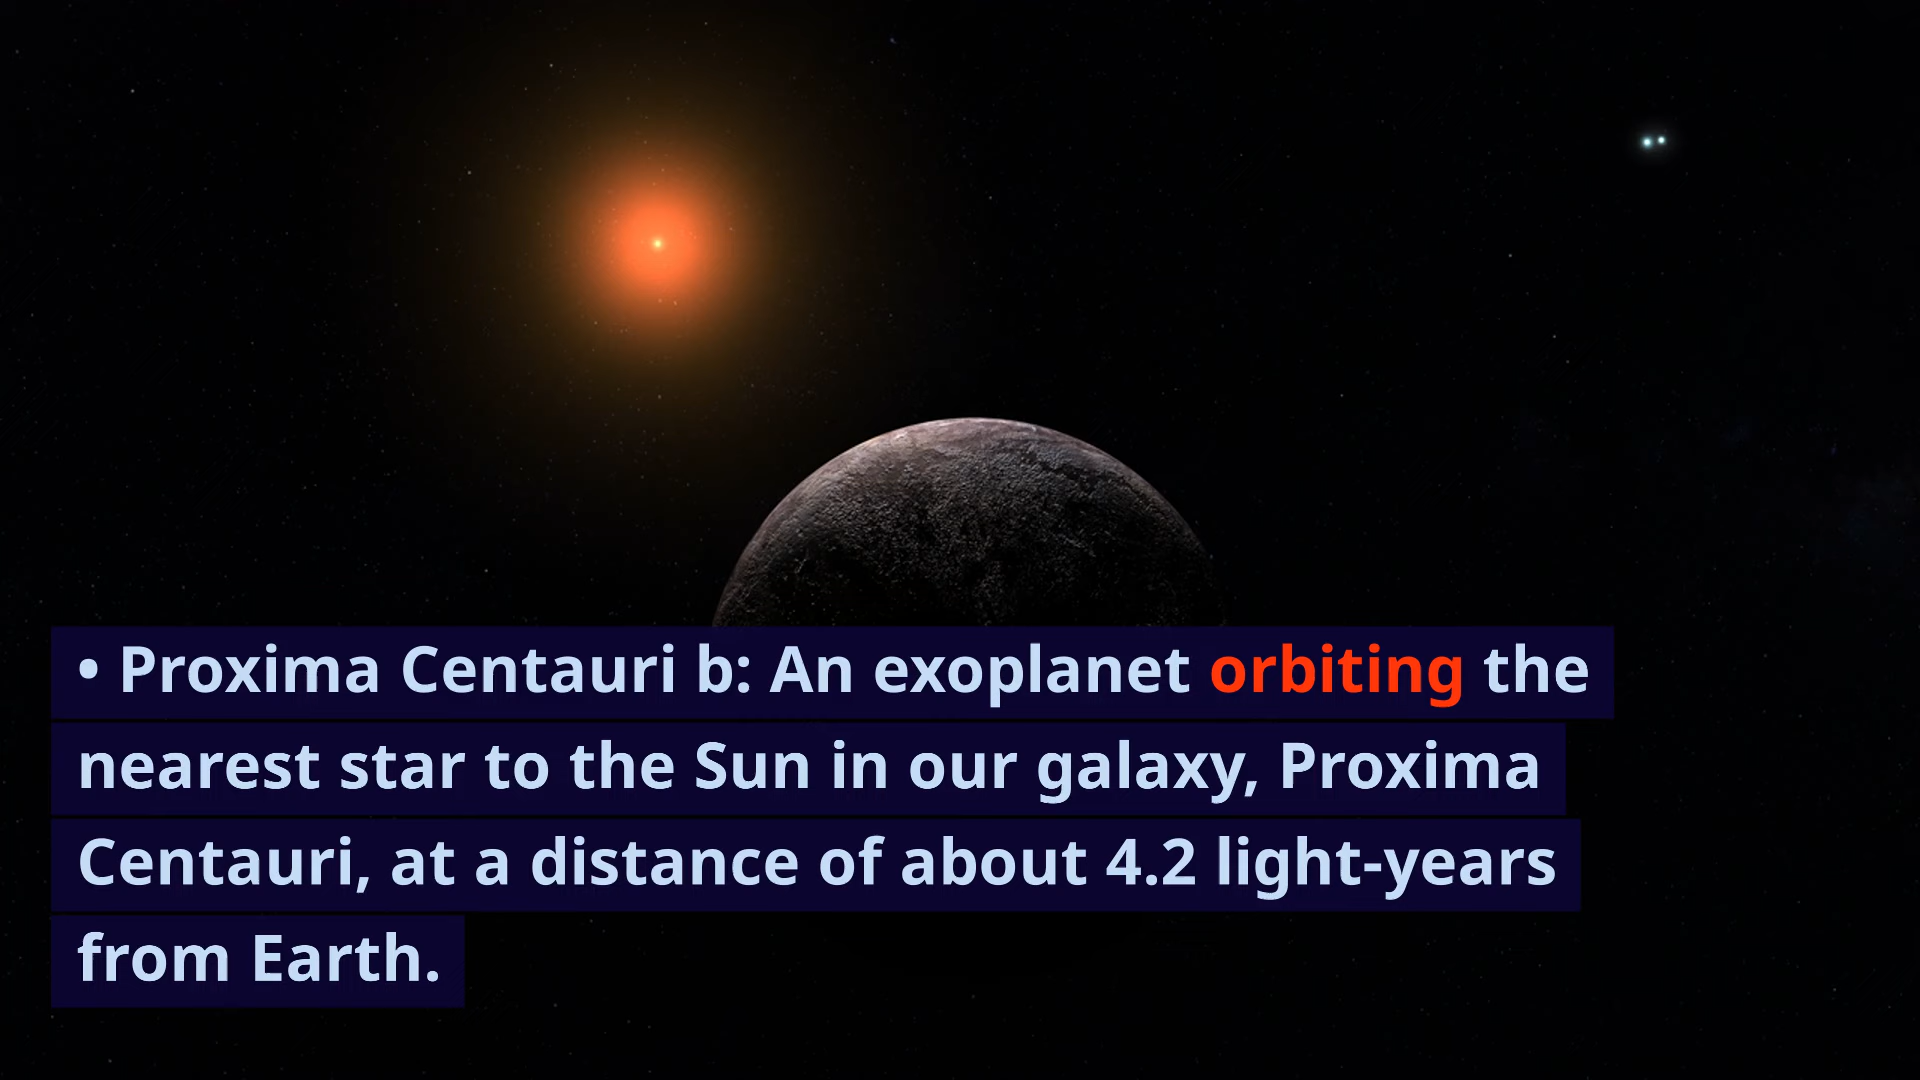 • Proxima Centauri b: An exoplanet orbiting the
nearest star to the Sun in our galaxy, Proxima
Centauri, at a distance of about 4.2 light-years
from Earth.